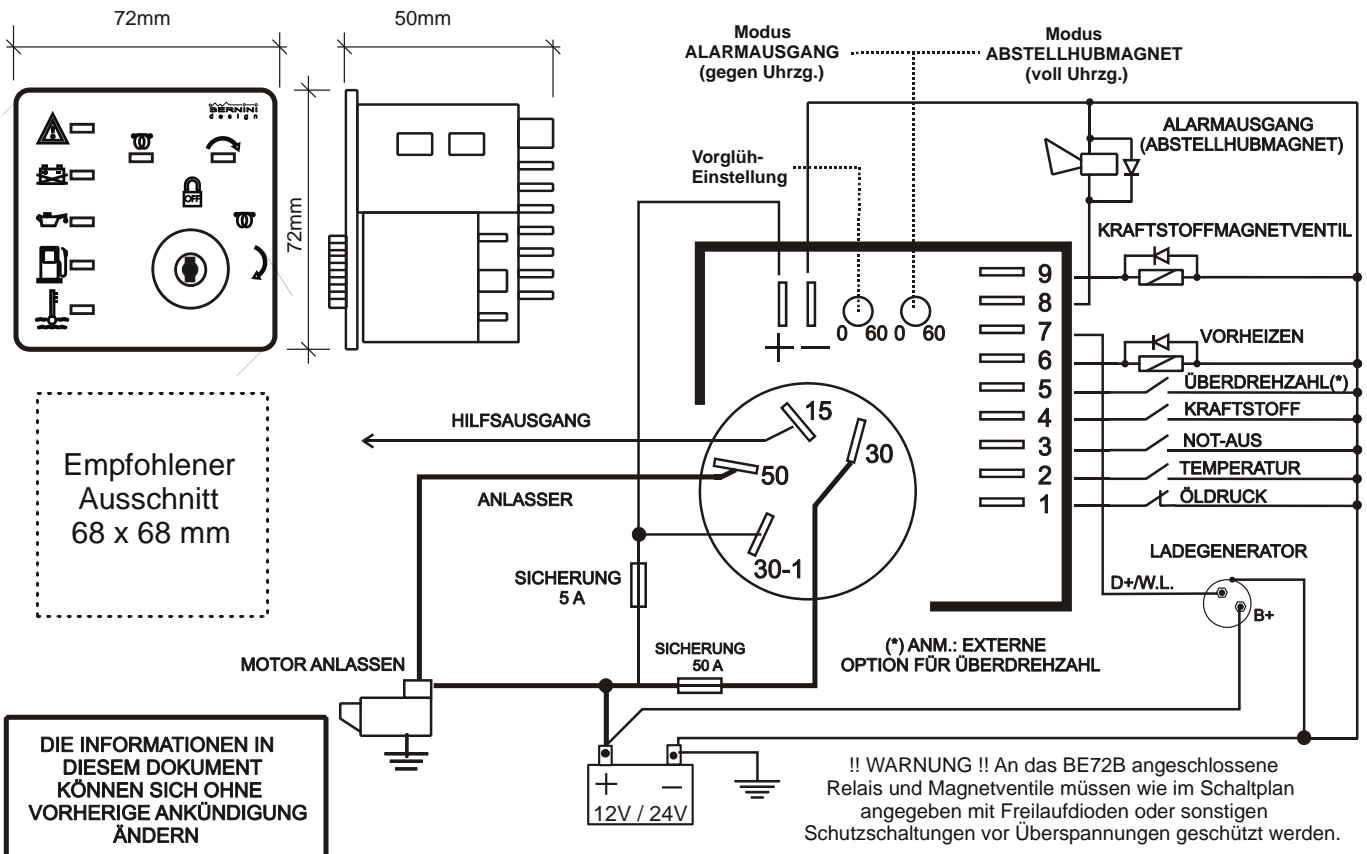 72mm
50mm
72mm
BERNINI
design
OFF
Modus
ALARMAUSGANG
(gegen Uhrzg.)
Modus
ABSTELLHUBMAGNET
(voll Uhrzg.)
Vorglüh-
Einstellung
ALARMAUSGANG
(ABSTELLHUBMAGNET)
KRAFTSTOFFMAGNETVENTIL
VORHEIZEN
ÜBERDREHZAHL(*)
KRAFTSTOFF
NOT-AUS
TEMPERATUR
ÖLDRUCK
9
8
7
6
5
4
3
2
1
+ −
0 60
0 60
15
30
50
30-1
HILFSAUSGANG
ANLASSER
SICHERUNG
5 A
SICHERUNG
50 A
LADEGENERATOR
D+/W.L.
B+
(*) ANM.: EXTERNE
OPTION FÜR ÜBERDREHZAHL
Empfohlener
Ausschnitt
68 x 68 mm
MOTOR ANLASSEN
+ −
12V / 24V
DIE INFORMATIONEN IN
DIESEM DOKUMENT
KÖNNEN SICH OHNE
VORHERIGE ANKÜNDIGUNG
ÄNDERN
!! WARNUNG !! An das BE72B angeschlossene
Relais und Magnetventile müssen wie im Schaltplan
angegeben mit Freilaufdioden oder sonstigen
Schutzschaltungen vor Überspannungen geschützt werden.